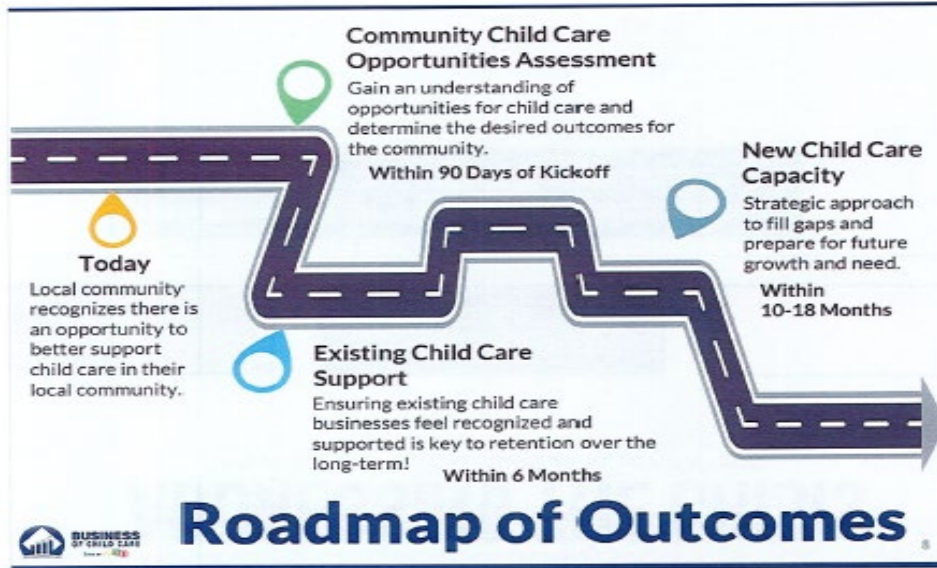 Community Child Care
Opportunities Assessment
Gain an understanding of
opportunities for child care and
determine the desired outcomes for
the community.
Within 90 Days of Kickoff
Today
Local community
recognizes there is
an opportunity to
better support
child care in their
local community.
Existing Child Care
Support
Ensuring existing child care
businesses feel recognized and
supported is key to retention over the
long-term!
Within 6 Months
New Child Care
Capacity
Strategic approach
to fill gaps and
prepare for future
growth and need.
Within
10-18 Months
BUSINESS
OF CHILD CARE
Roadmap of Outcomes
8